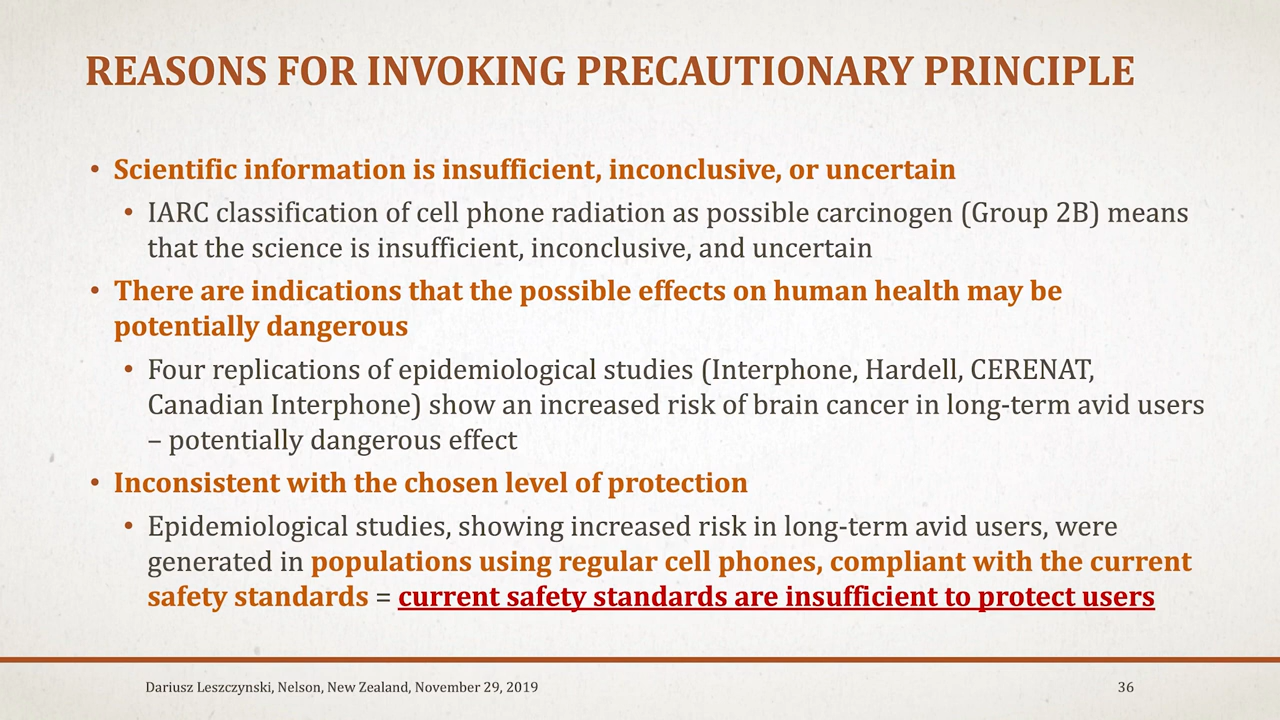 REASONS FOR INVOKING PRECAUTIONARY PRINCIPLE
• Scientific information is insufficient, inconclusive, or uncertain
• IARC classification of cell phone radiation as possible carcinogen (Group 2B) means
that the science is insufficient, inconclusive, and uncertain
• There are indications that the possible effects on human health may be
potentially dangerous
• Four replications of epidemiological studies (Interphone, Hardell, CERENAT,
Canadian Interphone) show an increased risk of brain cancer in long-term avid users
– potentially dangerous effect
• Inconsistent with the chosen level of protection
• Epidemiological studies, showing increased risk in long-term avid users, were
generated in populations using regular cell phones, compliant with the current
safety standards = current safety standards are insufficient to protect users
Dariusz Leszczynski, Nelson, New Zealand, November 29, 2019
36